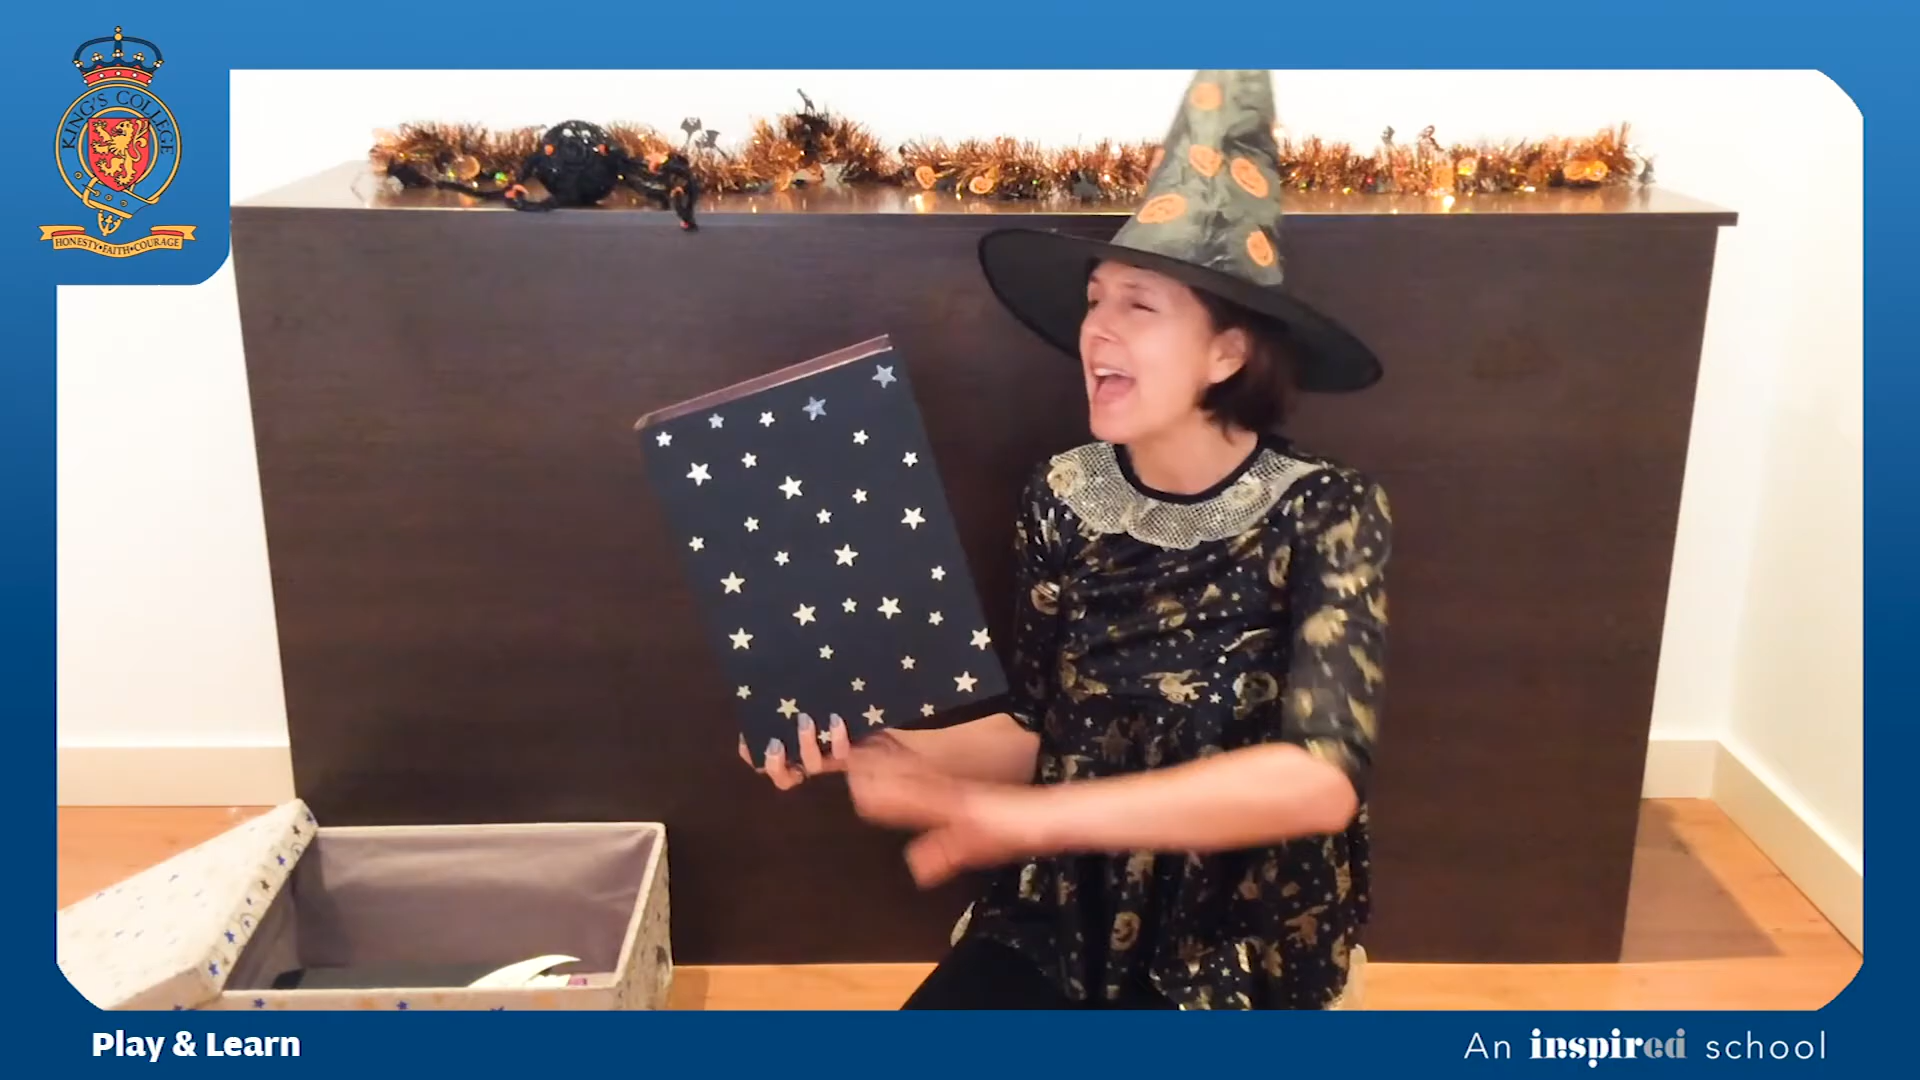 KING'S COLLEGE
HONESTY•FAITH•COURAGE
Play & Learn
An inspired school